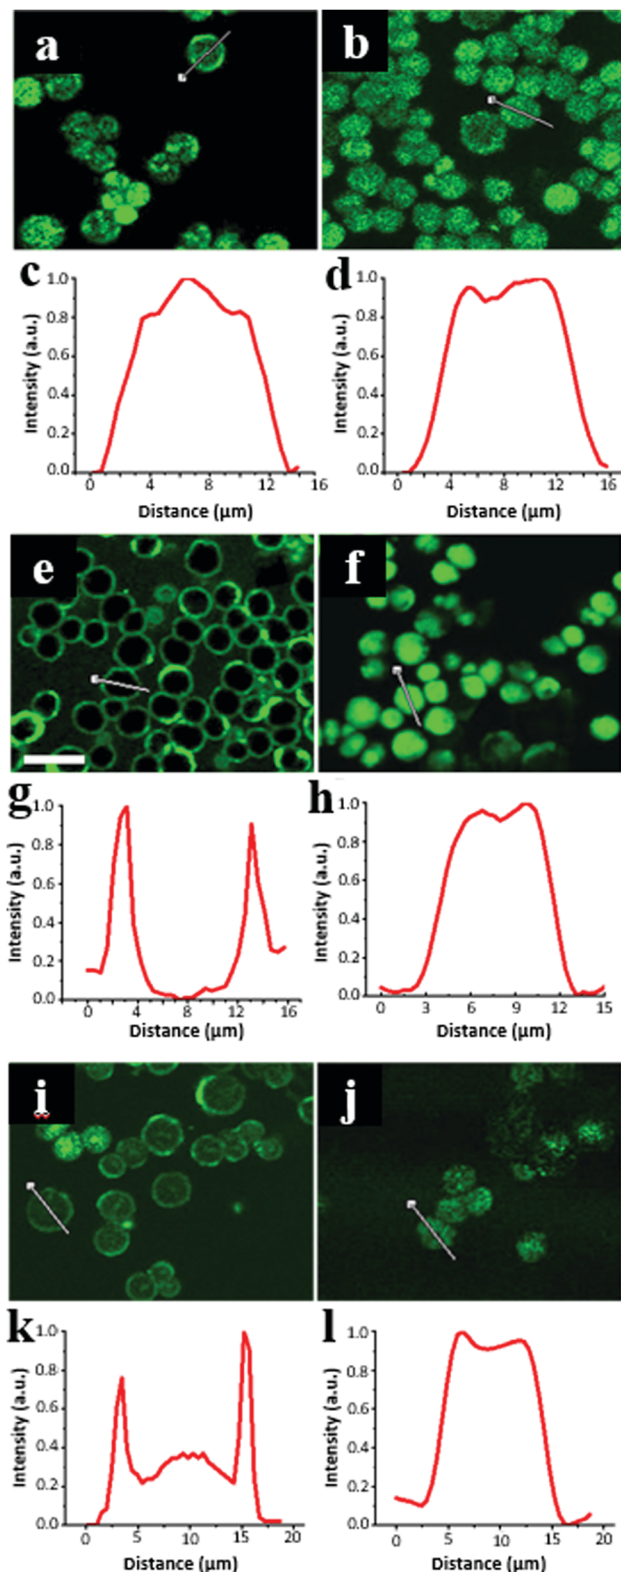 a b
c d
1.0 1.0
0.8 0.8
0.6 0.6
0.4 0.4
0.2 0.2
0.0 0.0
Intensity (a.u.) Intensity (a.u.)
0 4 8 12 16 0 4 8 12 16
Distance (µm) Distance (µm)
e f
g h
1.0 1.0
0.8 0.8
0.6 0.6
0.4 0.4
0.2 0.2
0.0 0.0
Intensity (a.u.) Intensity (a.u.)
0 4 8 12 16 0 3 6 9 12 15
Distance (µm) Distance (µm)
i j
k l
1.0 1.0
0.8 0.8
0.6 0.6
0.4 0.4
0.2 0.2
0.0 0.0
Intensity (a.u.) Intensity (a.u.)
0 5 10 15 20 0 5 10 15 20
Distance (µm) Distance (µm)